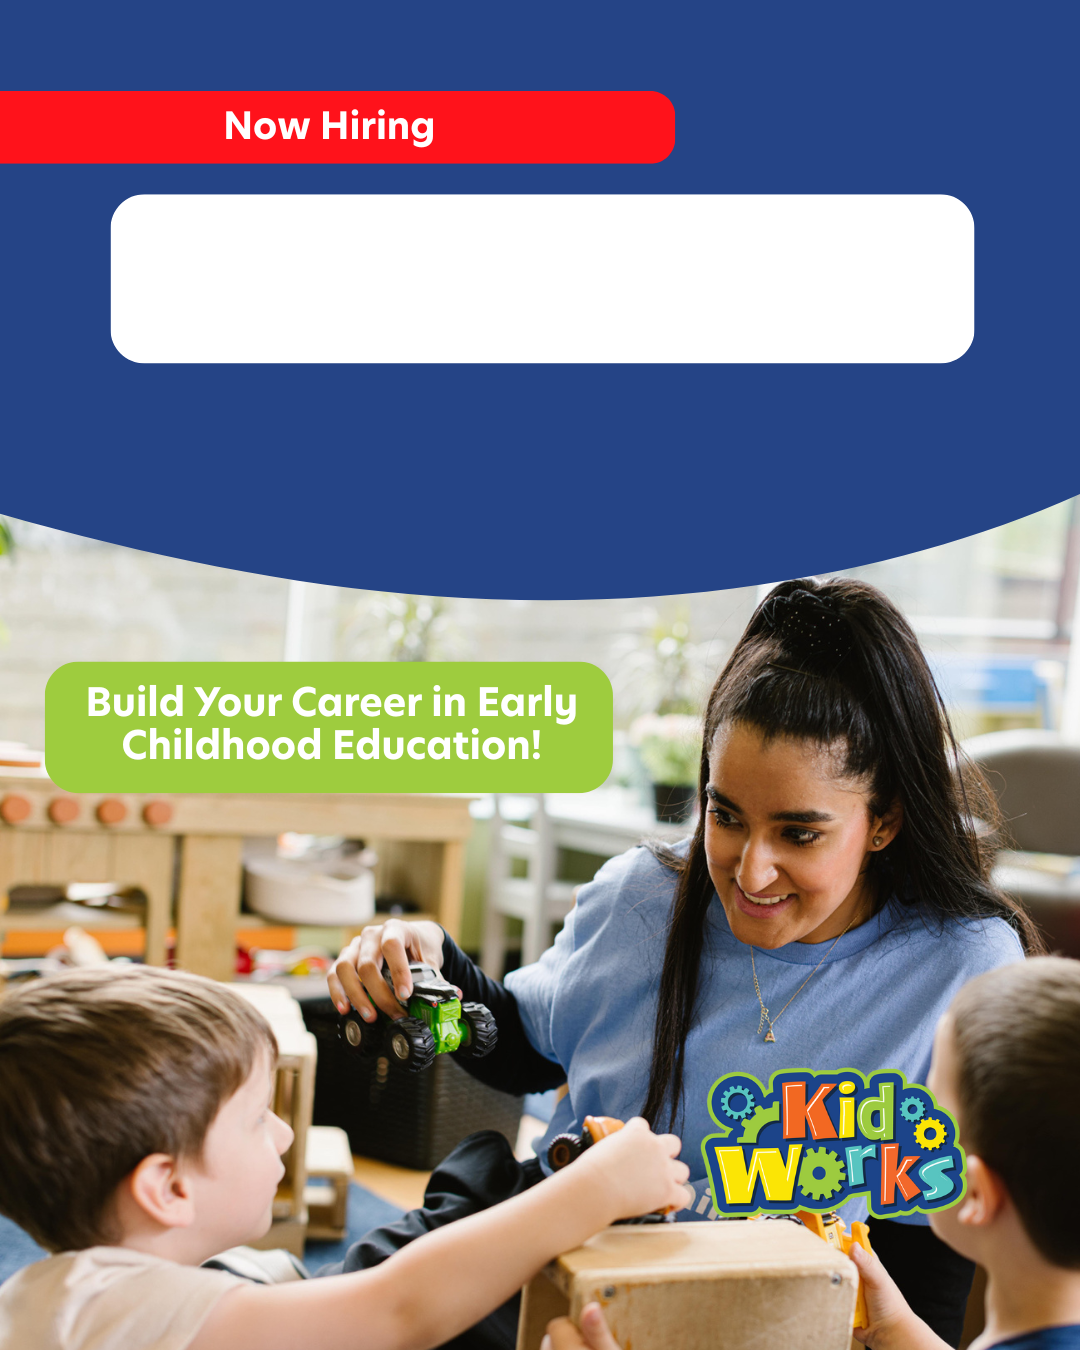 Now Hiring
Build Your Career in Early
Childhood Education!
Kid
Works